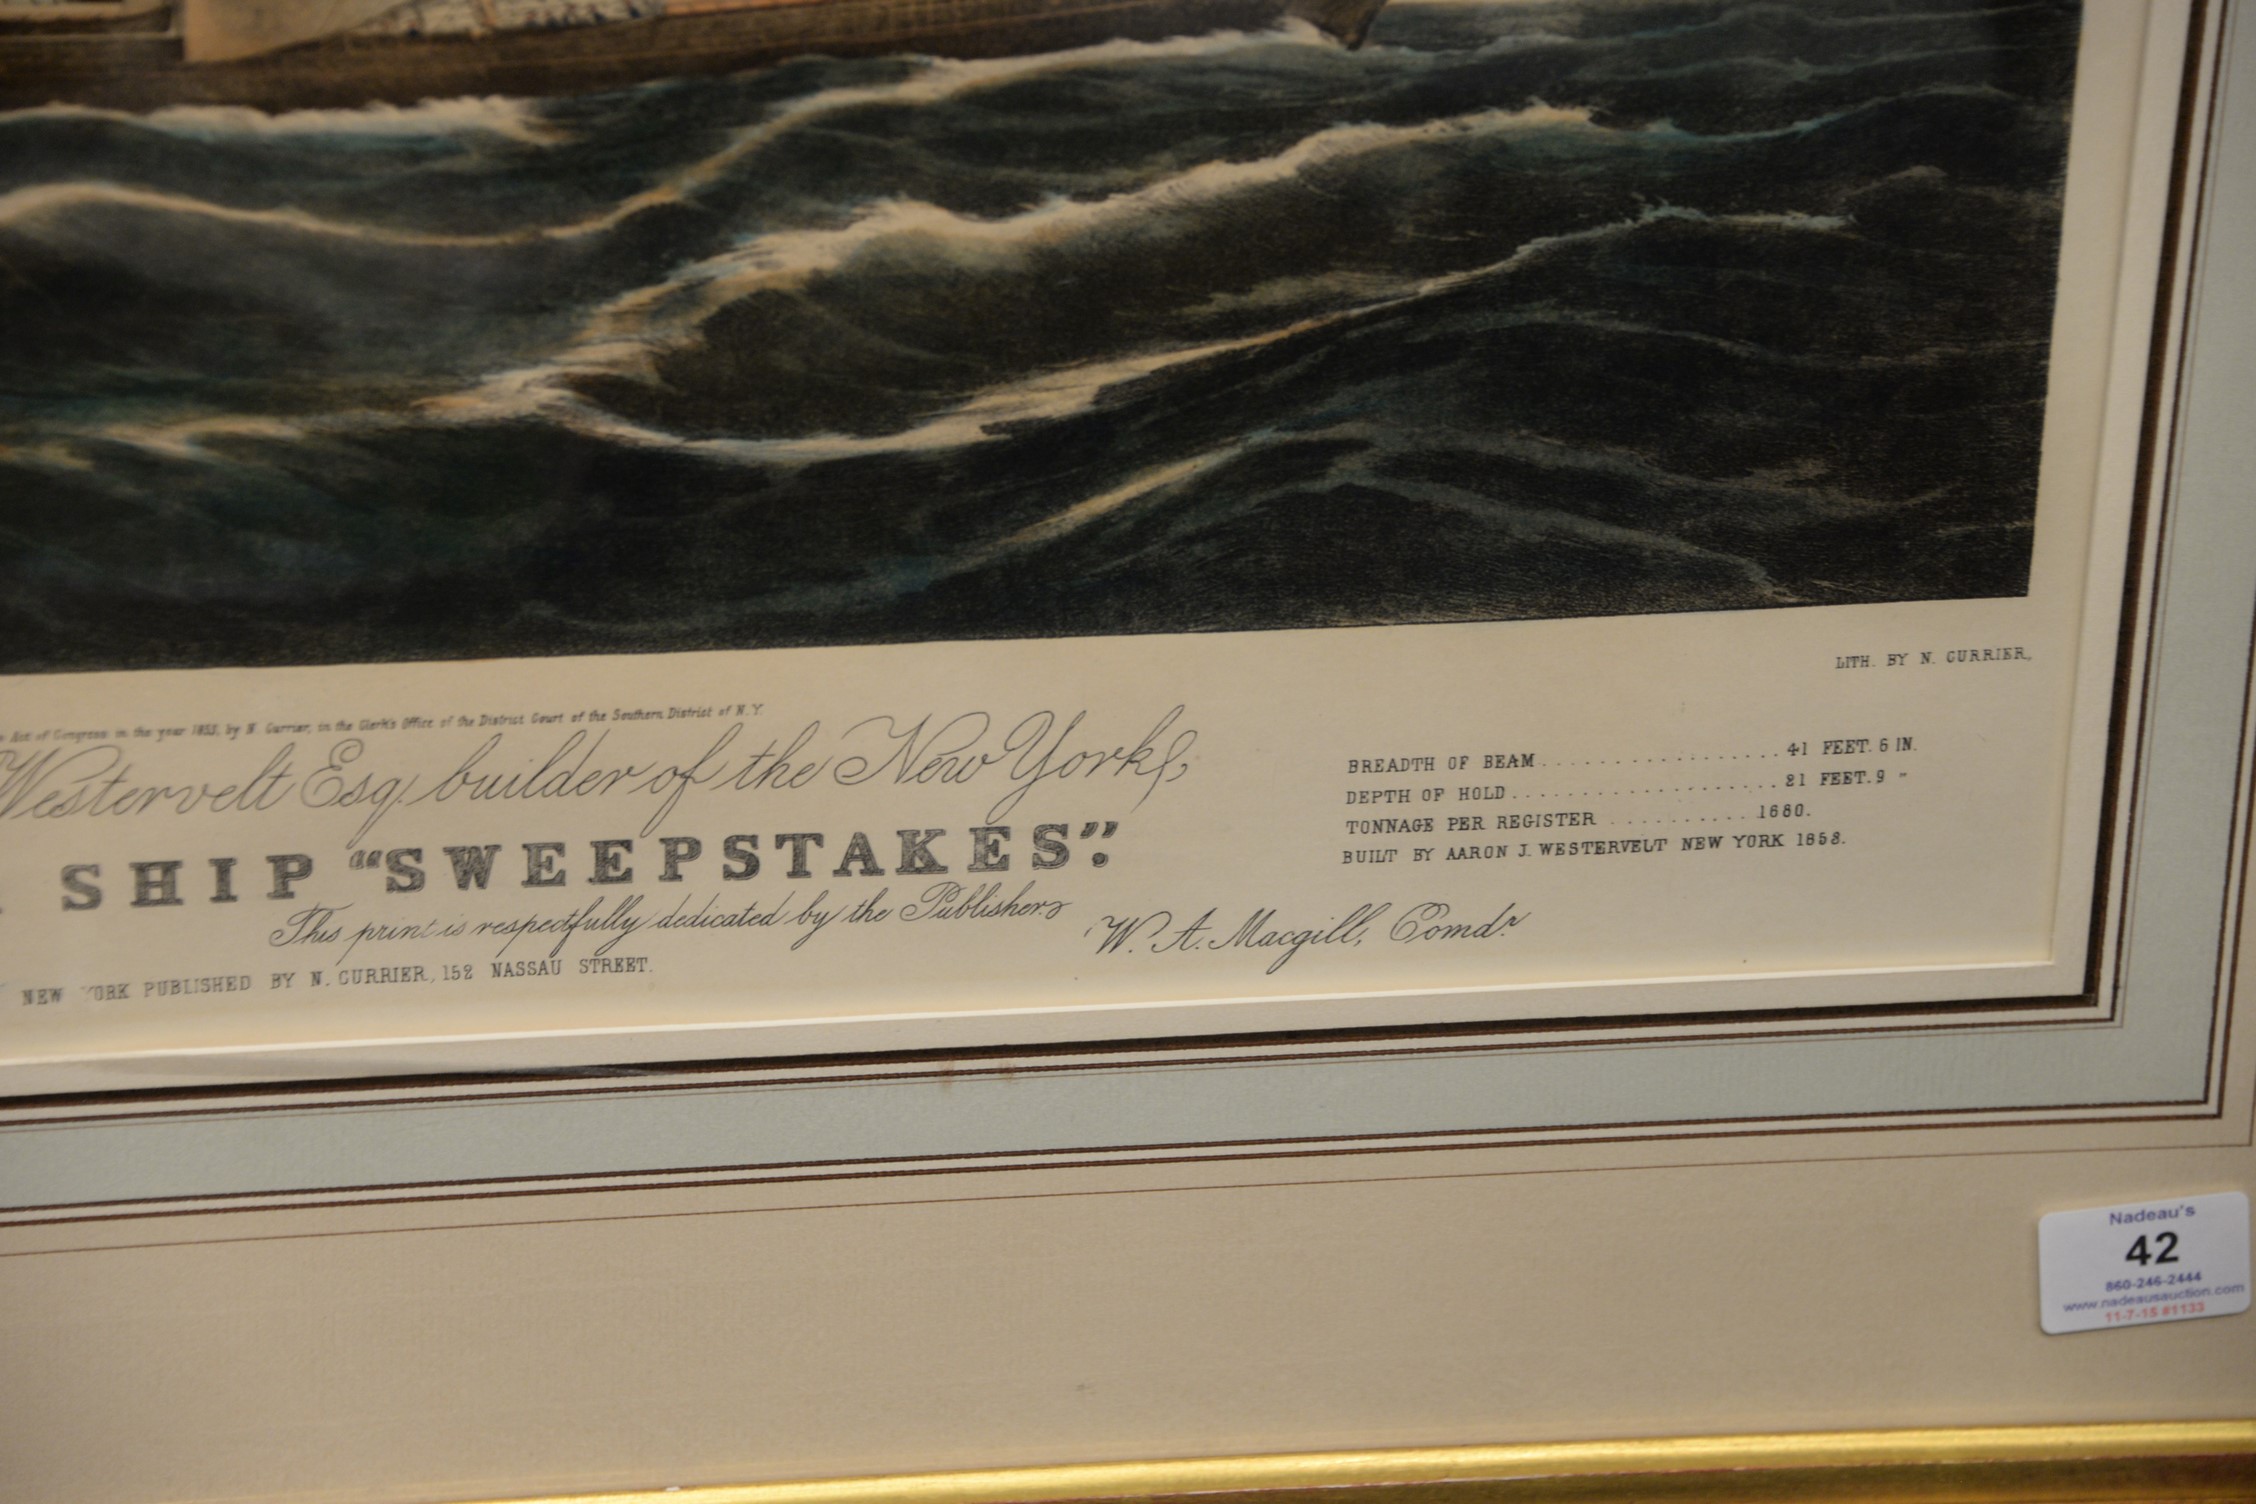 LITH. BY N. CURRIER,
Act of Congress in the year 1853, by N. Currier, in the Clerk's Office of the District Court of the Southern District of N.Y.
Westervelt Esq. builder of the New York,
SHIP "SWEEPSTAKES".
This print is respectfully dedicated by the Publisher.
NEW YORK PUBLISHED BY N. CURRIER, 152 NASSAU STREET.
BREADTH OF BEAM . . . . . . . . . . . . . . . . . . 41 FEET. 6 IN.
DEPTH OF HOLD . . . . . . . . . . . . . . . . . . . . 21 FEET. 9 "
TONNAGE PER REGISTER . . . . . . . . . . . 1680.
BUILT BY AARON J. WESTERVELT NEW YORK 1853.
W. A. Macgill, Comdr
Nadeau's
42
860-246-2444
www.nadeausauction.com
11-7-15 #1133